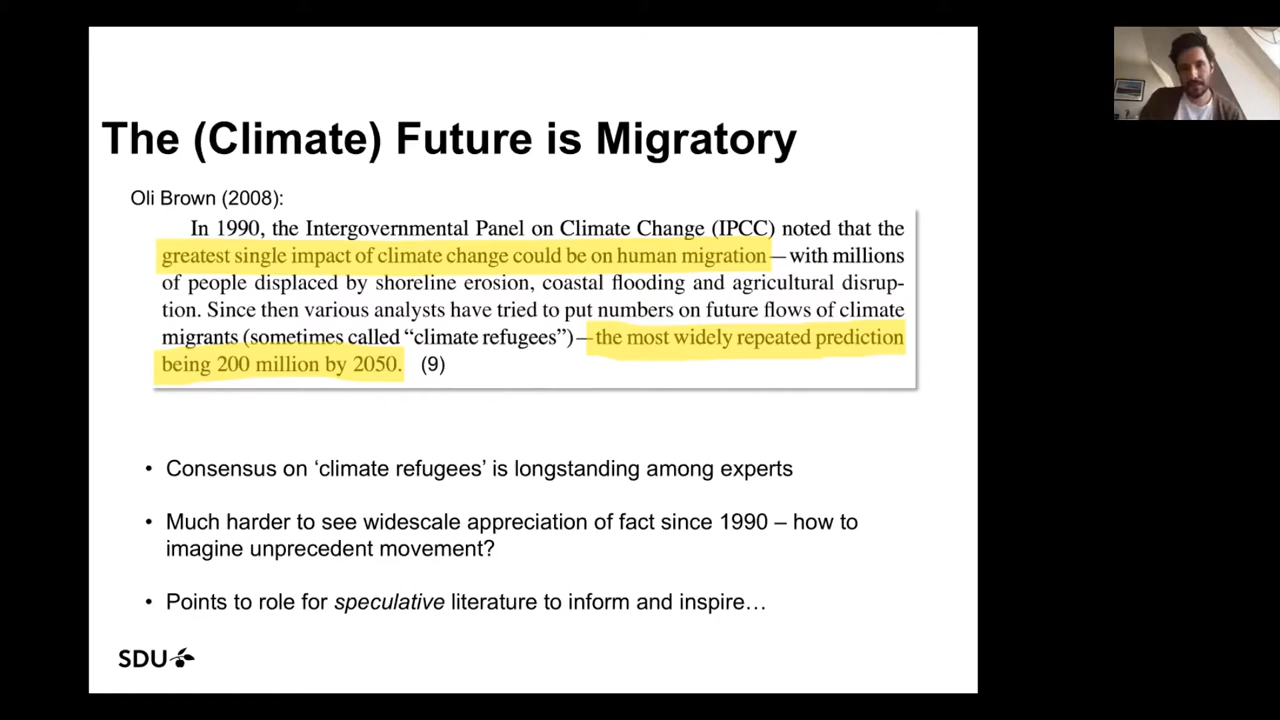 The (Climate) Future is Migratory
Oli Brown (2008):
In 1990, the Intergovernmental Panel on Climate Change (IPCC) noted that the
greatest single impact of climate change could be on human migration—with millions
of people displaced by shoreline erosion, coastal flooding and agricultural disrup-
tion. Since then various analysts have tried to put numbers on future flows of climate
migrants (sometimes called “climate refugees”)—the most widely repeated prediction
being 200 million by 2050. (9)
• Consensus on ‘climate refugees’ is longstanding among experts
• Much harder to see widescale appreciation of fact since 1990 – how to
imagine unprecedent movement?
• Points to role for speculative literature to inform and inspire…
SDU